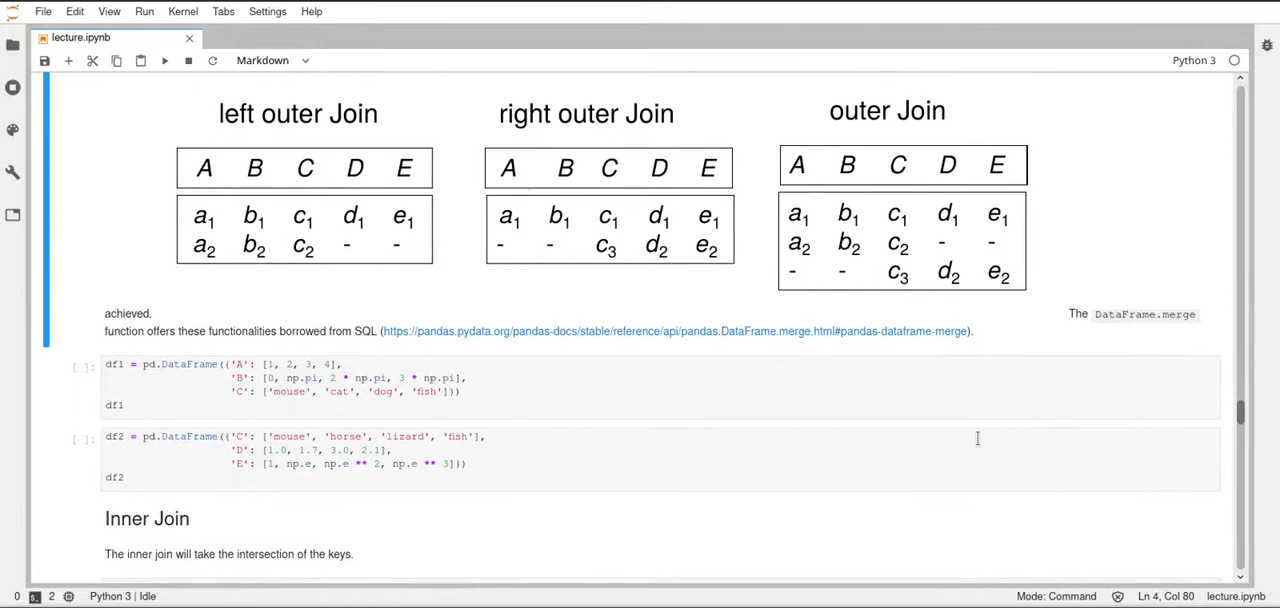 File Edit View Run Kernel Tabs Settings Help
lecture.ipynb
Markdown
Python 3
left outer Join
A B C D E
a1 b1 c1 d1 e1
a2 b2 c2 - -
right outer Join
A B C D E
a1 b1 c1 d1 e1
- - c3 d2 e2
outer Join
A B C D E
a1 b1 c1 d1 e1
a2 b2 c2 - -
- - c3 d2 e2
achieved. The DataFrame.merge
function offers these functionalities borrowed from SQL (https://pandas.pydata.org/pandas-docs/stable/reference/api/pandas.DataFrame.merge.html#pandas-dataframe-merge).
[ ]: df1 = pd.DataFrame({'A': [1, 2, 3, 4],
'B': [0, np.pi, 2 * np.pi, 3 * np.pi],
'C': ['mouse', 'cat', 'dog', 'fish']})
df1
[ ]: df2 = pd.DataFrame({'C': ['mouse', 'horse', 'lizard', 'fish'],
'D': [1.0, 1.7, 3.0, 2.1],
'E': [1, np.e, np.e ** 2, np.e ** 3]})
df2
Inner Join
The inner join will take the intersection of the keys.
0 2 Python 3 | Idle Mode: Command Ln 4, Col 80 lecture.ipynb